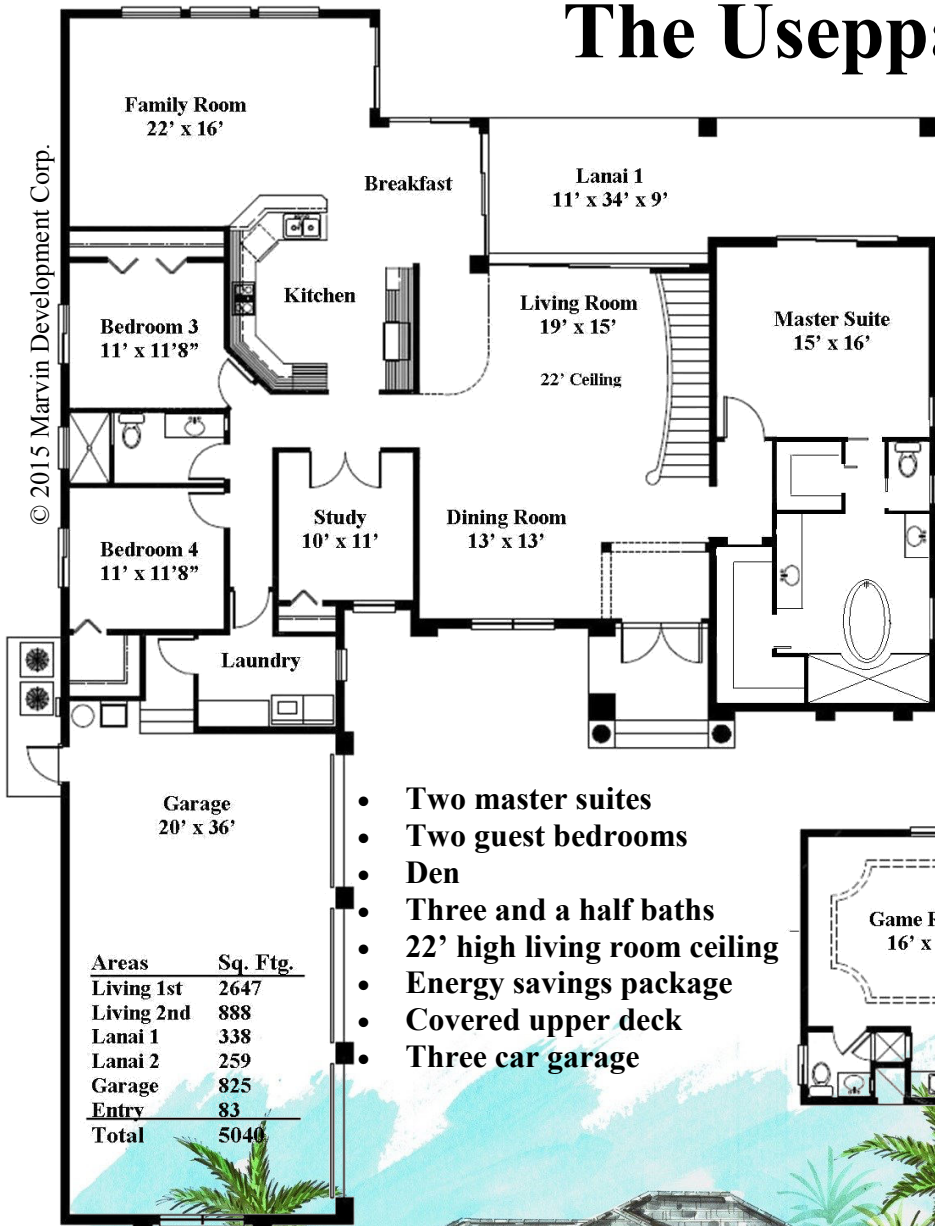 The Useppa
© 2015 Marvin Development Corp.
Family Room
22’ x 16’
Breakfast
Lanai 1
11’ x 34’ x 9’
Kitchen
Living Room
19’ x 15’
22’ Ceiling
Master Suite
15’ x 16’
Bedroom 3
11’ x 11’8”
Study
10’ x 11’
Dining Room
13’ x 13’
Bedroom 4
11’ x 11’8”
Laundry
Garage
20’ x 36’
• Two master suites
• Two guest bedrooms
• Den
• Three and a half baths
• 22’ high living room ceiling
• Energy savings package
• Covered upper deck
• Three car garage
Game
16’ x
Areas Sq. Ftg.
Living 1st 2647
Living 2nd 888
Lanai 1 338
Lanai 2 259
Garage 825
Entry 83
Total 5040